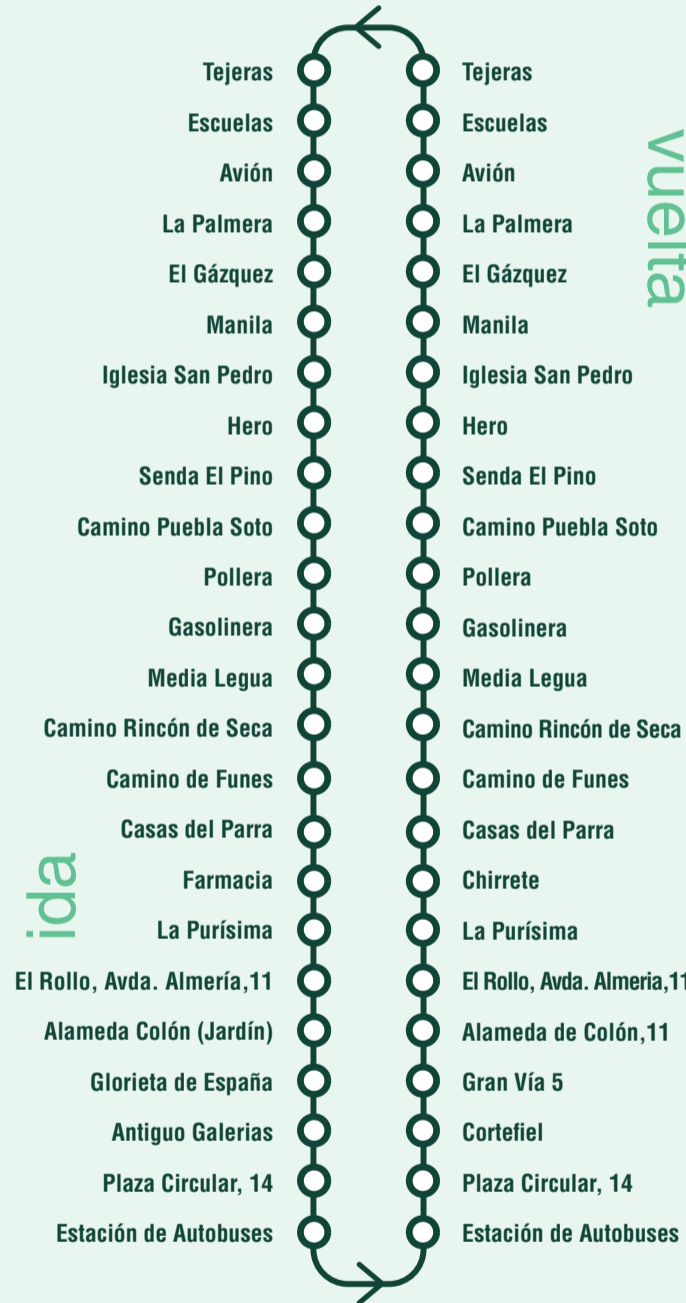 Tejeras
Escuelas
Avión
La Palmera
El Gázquez
Manila
Iglesia San Pedro
Hero
Senda El Pino
Camino Puebla Soto
Pollera
Gasolinera
Media Legua
Camino Rincón de Seca
Camino de Funes
Casas del Parra
Farmacia
La Purísima
El Rollo, Avda. Almería,11
Alameda Colón (Jardín)
Glorieta de España
Antiguo Galerias
Plaza Circular, 14
Estación de Autobuses
ida
Tejeras
Escuelas
Avión
La Palmera
El Gázquez
Manila
Iglesia San Pedro
Hero
Senda El Pino
Camino Puebla Soto
Pollera
Gasolinera
Media Legua
Camino Rincón de Seca
Camino de Funes
Casas del Parra
Chirrete
La Purísima
El Rollo, Avda. Almeria,11
Alameda de Colón,11
Gran Vía 5
Cortefiel
Plaza Circular, 14
Estación de Autobuses
vuelta